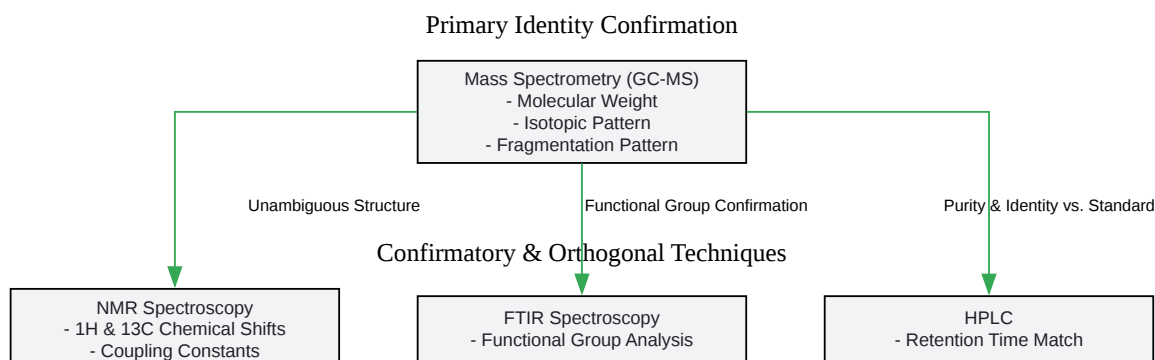 Primary Identity Confirmation
Mass Spectrometry (GC-MS)
- Molecular Weight
- Isotopic Pattern
- Fragmentation Pattern
Unambiguous Structure
Functional Group Confirmation
Purity & Identity vs. Standard
Confirmatory & Orthogonal Techniques
NMR Spectroscopy
- 1H & 13C Chemical Shifts
- Coupling Constants
FTIR Spectroscopy
- Functional Group Analysis
HPLC
- Retention Time Match